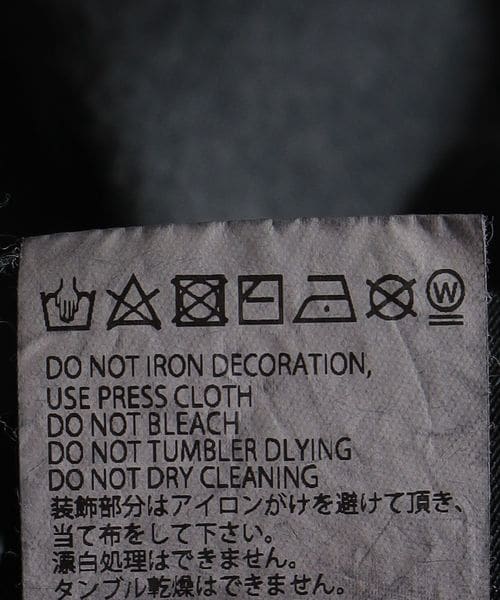 W
DO NOT IRON DECORATION,
USE PRESS CLOTH
DO NOT BLEACH
DO NOT TUMBLER DLYING
DO NOT DRY CLEANING
装飾部分はアイロンがけを避けて頂き、
当て布をして下さい。
漂白処理はできません。
タンブル乾燥はできません。